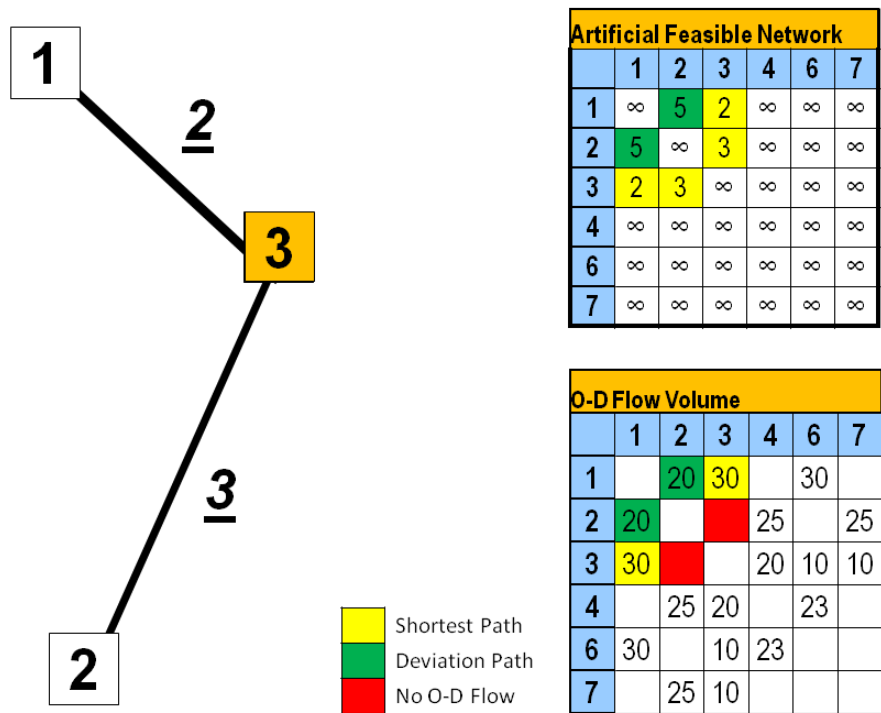 1
2
3
3
2
Shortest Path
Deviation Path
No O-D Flow
Artificial Feasible Network
1 2 3 4 6 7
1 ∞ 5 2 ∞ ∞ ∞
2 5 ∞ 3 ∞ ∞ ∞
3 2 3 ∞ ∞ ∞ ∞
4 ∞ ∞ ∞ ∞ ∞ ∞
6 ∞ ∞ ∞ ∞ ∞ ∞
7 ∞ ∞ ∞ ∞ ∞ ∞
O-D Flow Volume
1 2 3 4 6 7
1 20 30 30
2 20 25 25
3 30 20 10 10
4 25 20 23
6 30 10 23
7 25 10